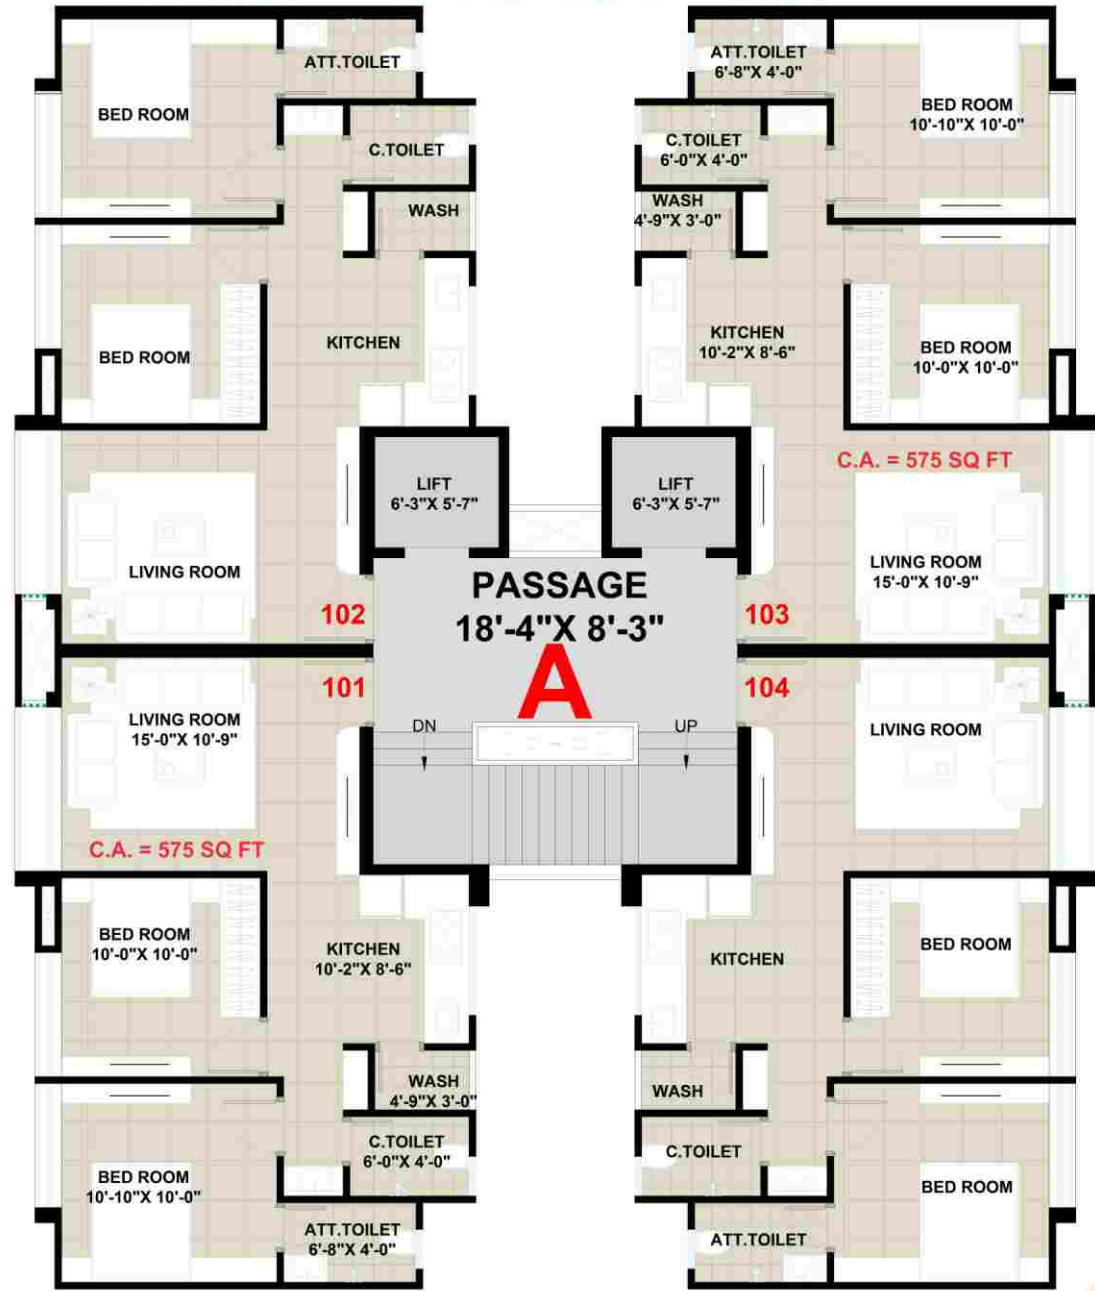 ATT.TOILET
ATT.TOILET
6'-8"X 4'-0"
BED ROOM
BED ROOM
10'-10"X 10'-0"
C.TOILET
C.TOILET
6'-0"X 4'-0"
WASH
WASH
4'-9"X 3'-0"
KITCHEN
KITCHEN
10'-2"X 8'-6"
BED ROOM
BED ROOM
10'-0"X 10'-0"
C.A. = 575 SQ FT
LIFT
6'-3"X 5'-7"
LIFT
6'-3"X 5'-7"
LIVING ROOM
LIVING ROOM
15'-0"X 10'-9"
PASSAGE
18'-4"X 8'-3"
102
103
A
101
104
LIVING ROOM
15'-0"X 10'-9"
DN
UP
LIVING ROOM
C.A. = 575 SQ FT
BED ROOM
10'-0"X 10'-0"
KITCHEN
10'-2"X 8'-6"
KITCHEN
BED ROOM
WASH
4'-9"X 3'-0"
WASH
C.TOILET
6'-0"X 4'-0"
C.TOILET
BED ROOM
10'-10"X 10'-0"
BED ROOM
ATT.TOILET
6'-8"X 4'-0"
ATT.TOILET